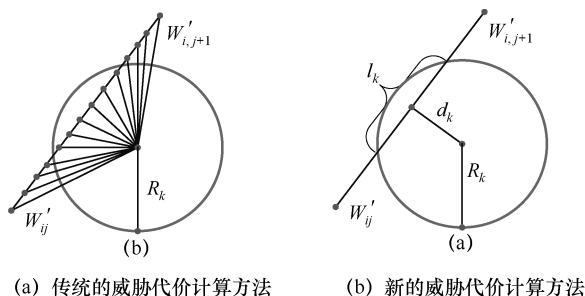 W'i,j+1
Rk
W'ij
(b)
W'i,j+1
lk
dk
Rk
W'ij
(a)
(a) 传统的威胁代价计算方法
(b) 新的威胁代价计算方法